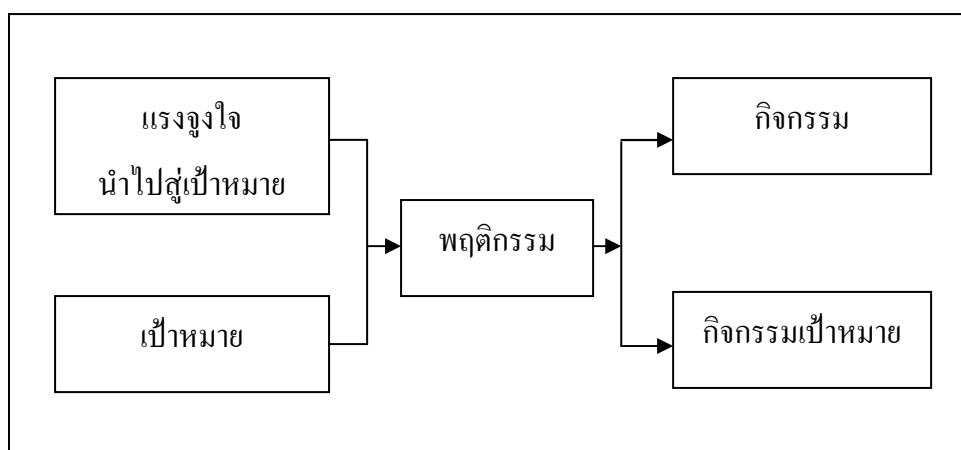 แรงจูงใจ
นำไปสู่เป้าหมาย
เป้าหมาย
พฤติกรรม
กิจกรรม
กิจกรรมเป้าหมาย